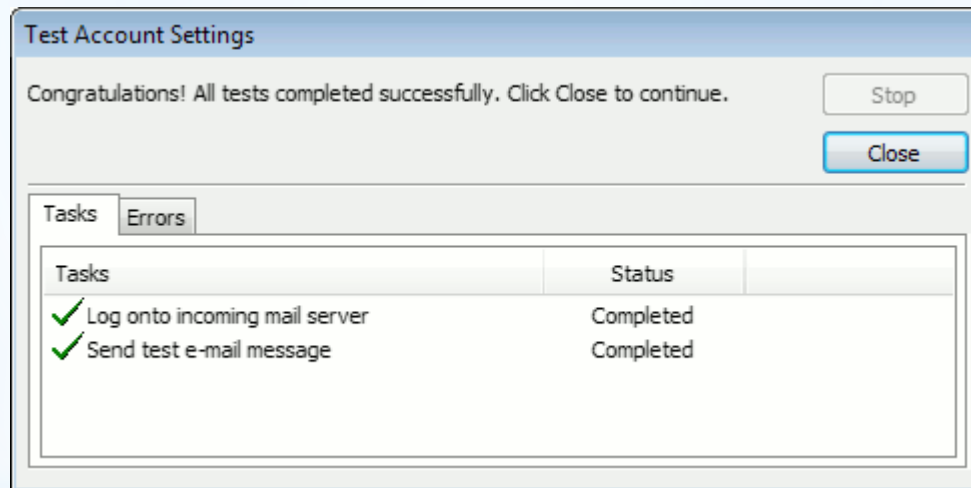 Test Account Settings
Congratulations! All tests completed successfully. Click Close to continue.
Stop
Close
Tasks Errors
Tasks Status
Log onto incoming mail server Completed
Send test e-mail message Completed